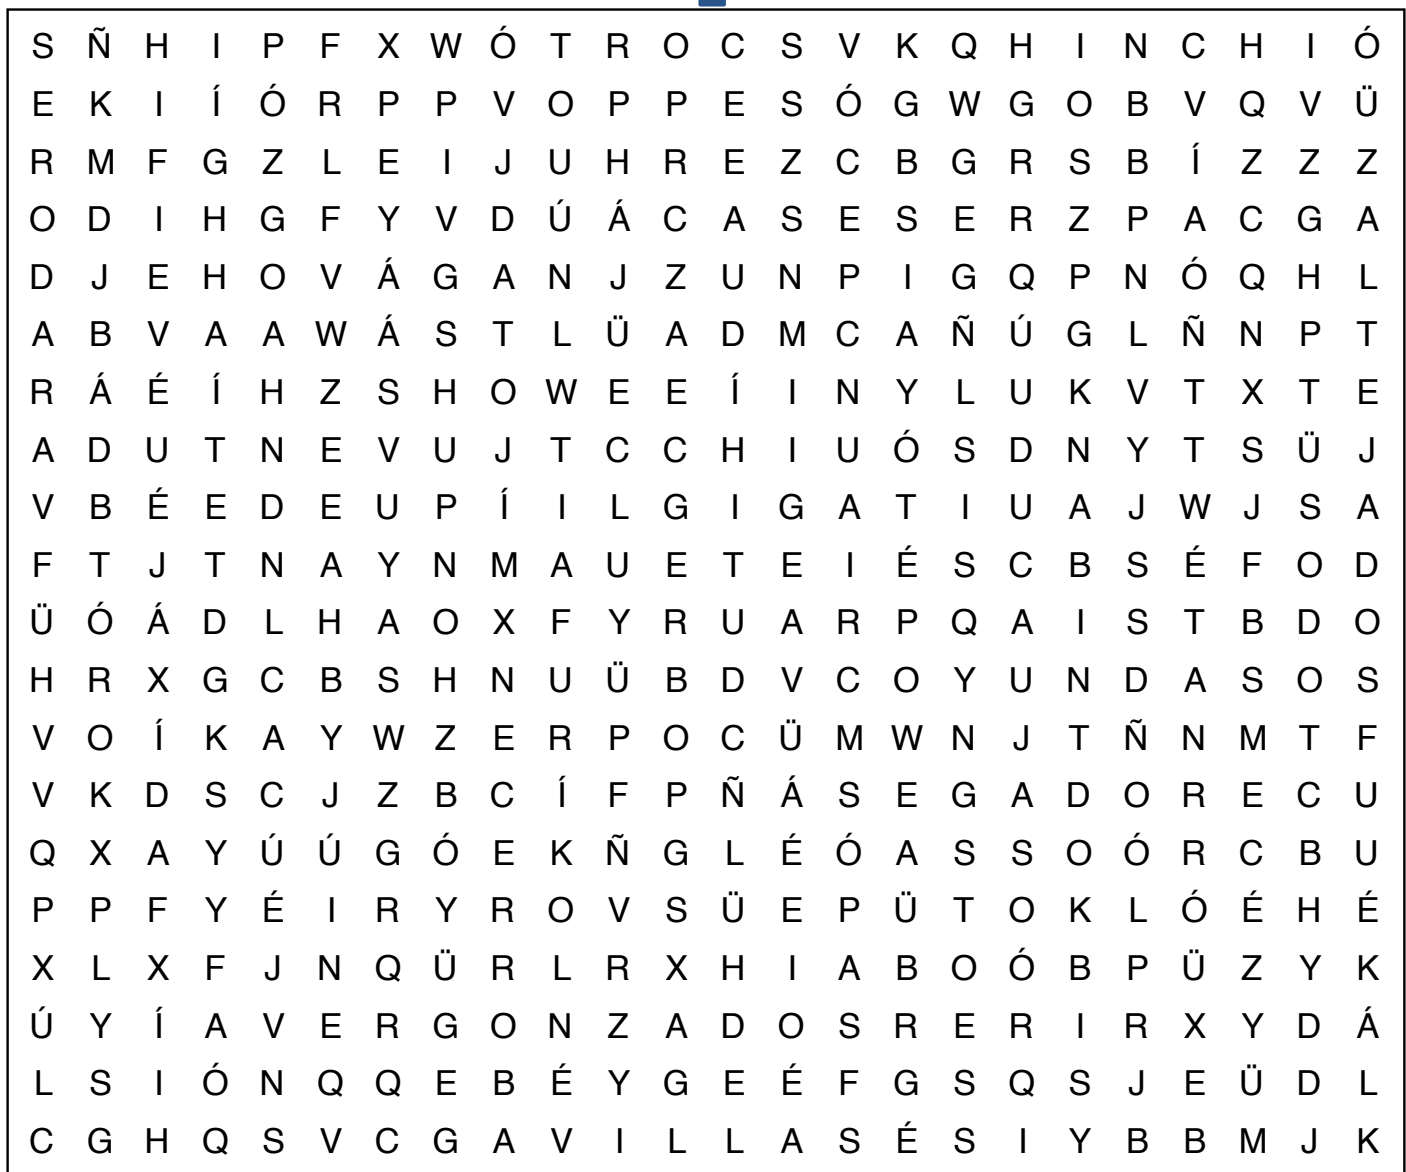 S Ñ H I P F X W Ó T R O C S V K Q H I N C H I Ó
E K I Í Ó R P P V O P P E S Ó G W G O B V Q V Ü
R M F G Z L E I J U H R E Z C B G R S B Í Z Z Z
O D I H G F Y V D Ú Á C A S E S E R Z P A C G A
D J E H O V Á G A N J Z U N P I G Q P N Ó Q H L
A B V A A W Á S T L Ü A D M C A Ñ Ú G L Ñ N P T
R Á É Í H Z S H O W E E Í I N Y L U K V T X T E
A D U T N E V U J T C C H I U Ó S D N Y T S Ü J
V B É E D E U P Í I L G I G A T I U A J W J S A
F T J T N A Y N M A U E T E I É S C B S É F O D
Ü Ó Á D L H A O X F Y R U A R P Q A I S T B D O
H R X G C B S H N U Ü B D V C O Y U N D A S O S
V O Í K A Y W Z E R P O C Ü M W N J T Ñ N M T F
V K D S C J Z B C Í F P Ñ Á S E G A D O R E C U
Q X A Y Ú Ú G Ó E K Ñ G L É Ó A S S O Ó R C B U
P P F Y É I R Y R O V S Ü E P Ü T O K L Ó É H É
X L X F J N Q Ü R L R X H I A B O Ó B P Ü Z Y K
Ú Y Í A V E R G O N Z A D O S R E R I R X Y D Á
L S I Ó N Q Q E B É Y G E É F G S Q S J E Ü D L
C G H Q S V C G A V I L L A S É S I Y B B M J K